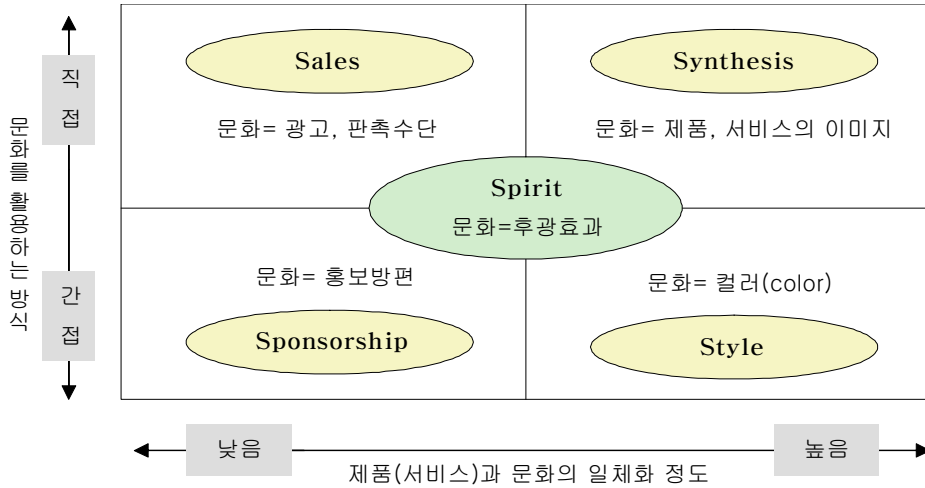 문화를 활용하는 방식
직접
간접
Sales
문화= 광고, 판촉수단
Synthesis
문화= 제품, 서비스의 이미지
Spirit
문화=후광효과
문화= 홍보방편
Sponsorship
문화= 컬러(color)
Style
낮음
높음
제품(서비스)과 문화의 일체화 정도